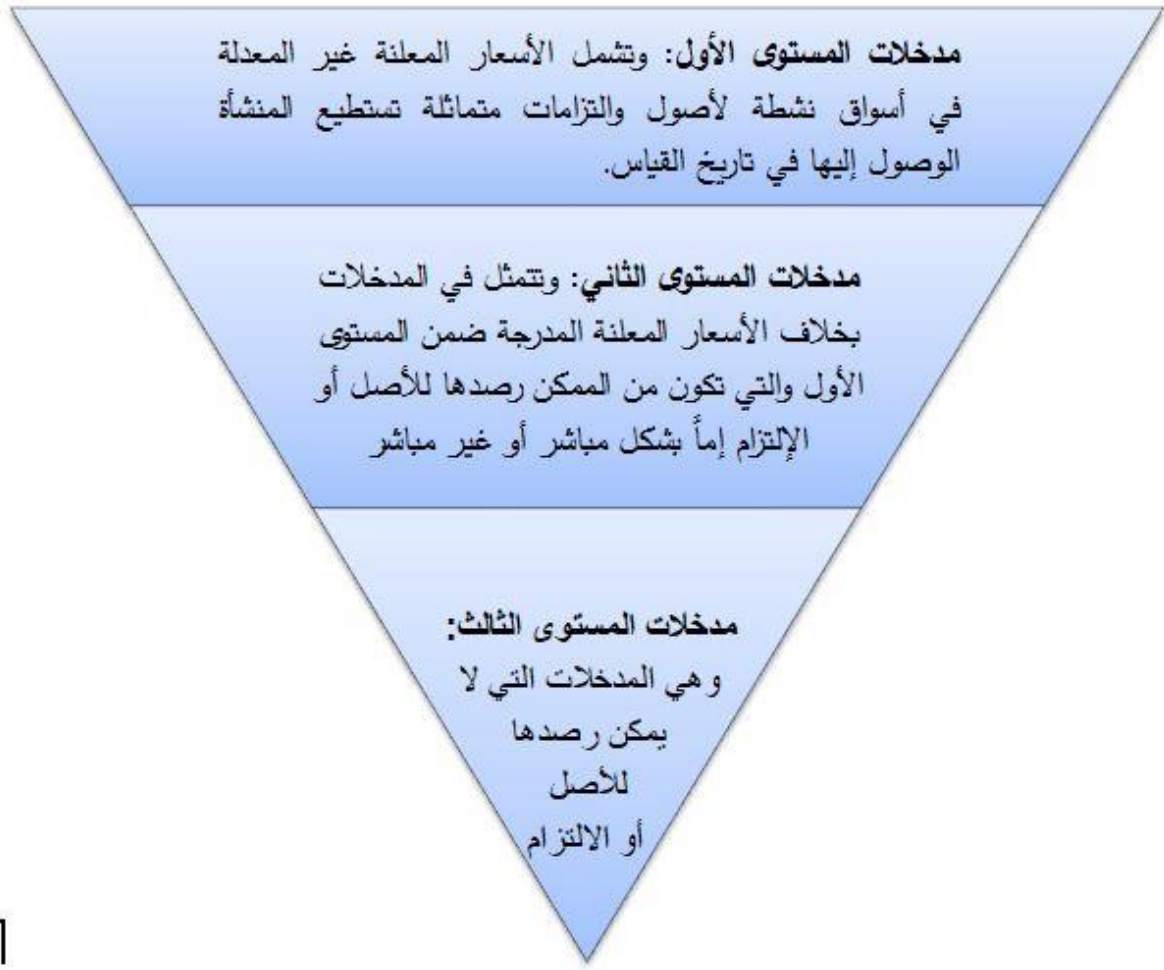 مدخلات المستوى الأول: وتشمل الأسعار المعلنة غير المعدلة
في أسواق نشطة لأصول والتزامات متماثلة تستطيع المنشأة
الوصول إليها في تاريخ القياس.
مدخلات المستوى الثاني: وتتمثل في المدخلات
بخلاف الأسعار المعلنة المدرجة ضمن المستوى
الأول والتي تكون من الممكن رصدها للأصل أو
الإلتزام إماً بشكل مباشر أو غير مباشر
مدخلات المستوى الثالث:
و هي المدخلات التي لا
يمكن رصدها
للأصل
أو الالتزام